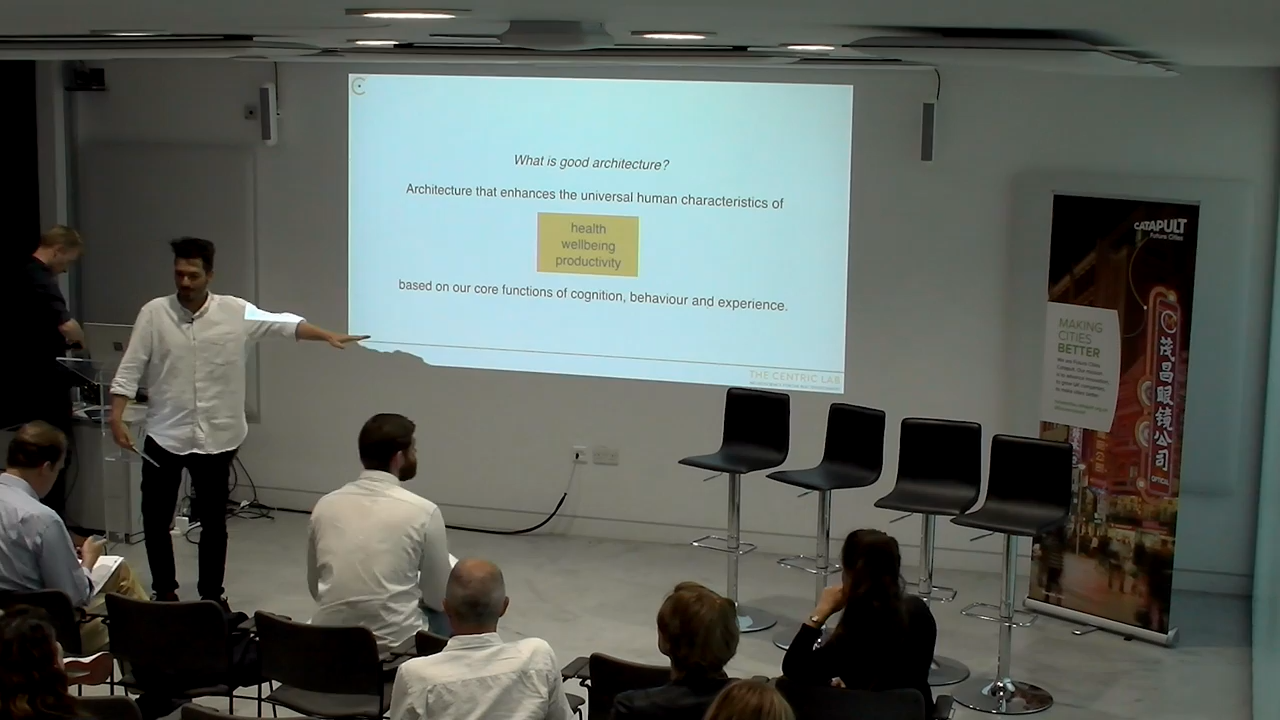 What is good architecture?
Architecture that enhances the universal human characteristics of
health
wellbeing
productivity
based on our core functions of cognition, behaviour and experience.
THE CENTRIC LAB
CATAPULT
Future Cities
MAKING
CITIES
BETTER
茂昌眼镜公司
OPTICAL